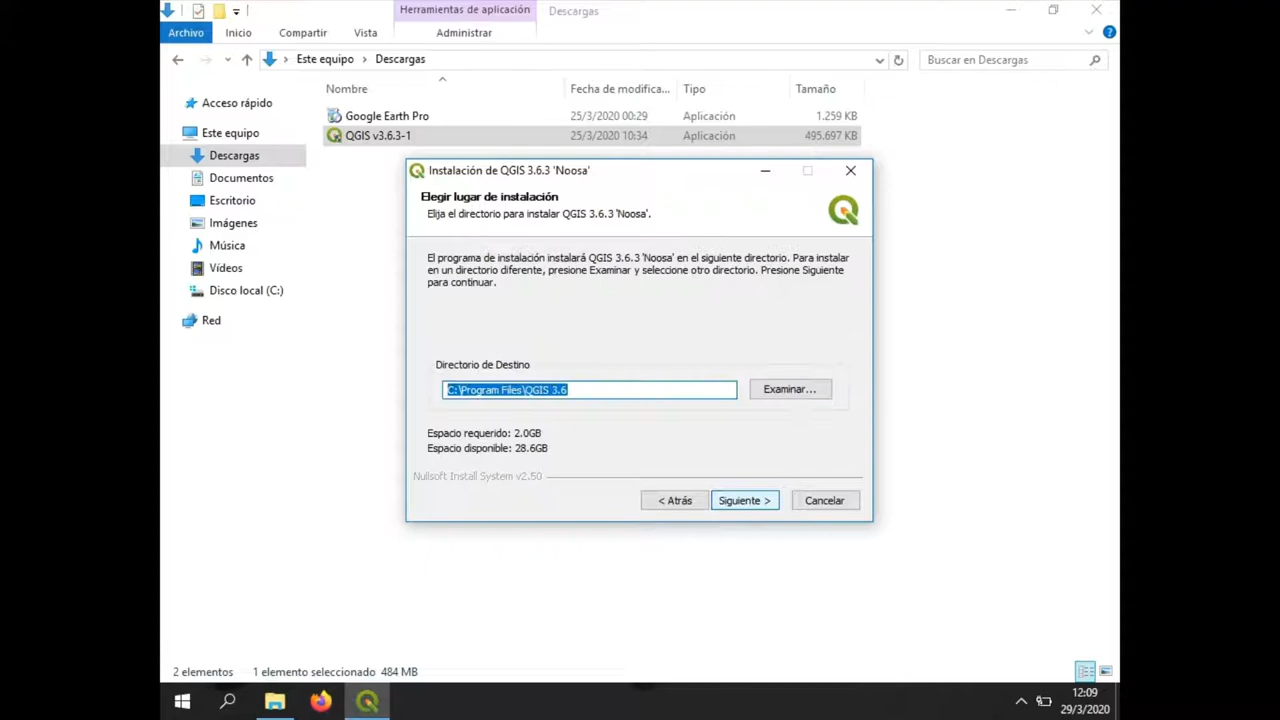 Herramientas de aplicación
Descargas
Archivo
Inicio
Compartir
Vista
Administrar
Este equipo
Descargas
Buscar en Descargas
Nombre
Fecha de modifica...
Tipo
Tamaño
Google Earth Pro
25/3/2020 00:29
Aplicación
1.259 KB
QGIS v3.6.3-1
25/3/2020 10:34
Aplicación
495.697 KB
Acceso rápido
Este equipo
Descargas
Documentos
Escritorio
Imágenes
Música
Vídeos
Disco local (C:)
Red
Instalación de QGIS 3.6.3 'Noosa'
Elegir lugar de instalación
Elija el directorio para instalar QGIS 3.6.3 'Noosa'.
El programa de instalación instalará QGIS 3.6.3 'Noosa' en el siguiente directorio. Para instalar
en un directorio diferente, presione Examinar y seleccione otro directorio. Presione Siguiente
para continuar.
Directorio de Destino
C:\Program Files\QGIS 3.6
Examinar...
Espacio requerido: 2.0GB
Espacio disponible: 28.6GB
Nullsoft Install System v2.50
< Atrás
Siguiente >
Cancelar
2 elementos
1 elemento seleccionado 484 MB
12:09
29/3/2020